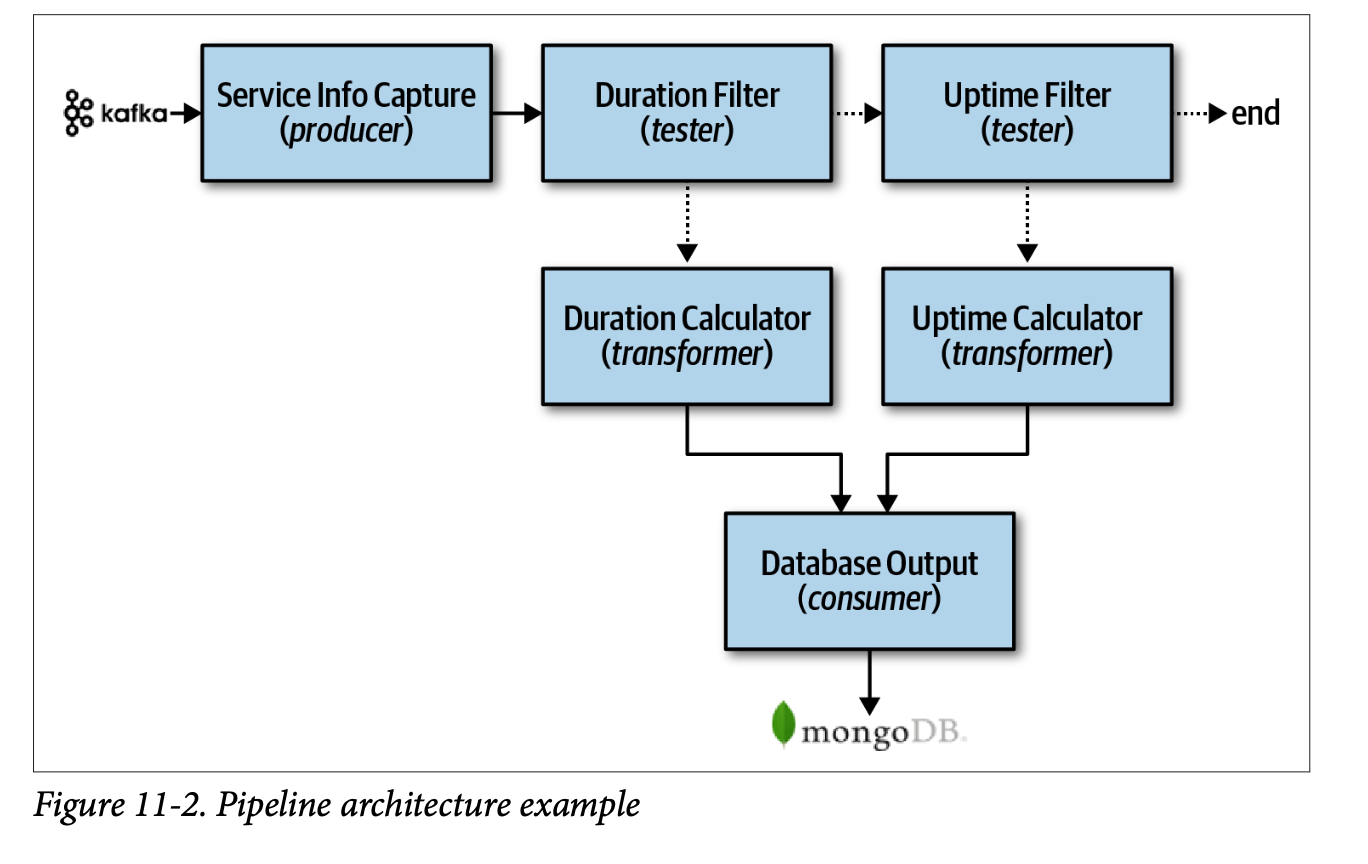 kafka
Service Info Capture
(producer)
Duration Filter
(tester)
Uptime Filter
(tester)
end
Duration Calculator
(transformer)
Uptime Calculator
(transformer)
Database Output
(consumer)
mongoDB.
Figure 11-2. Pipeline architecture example